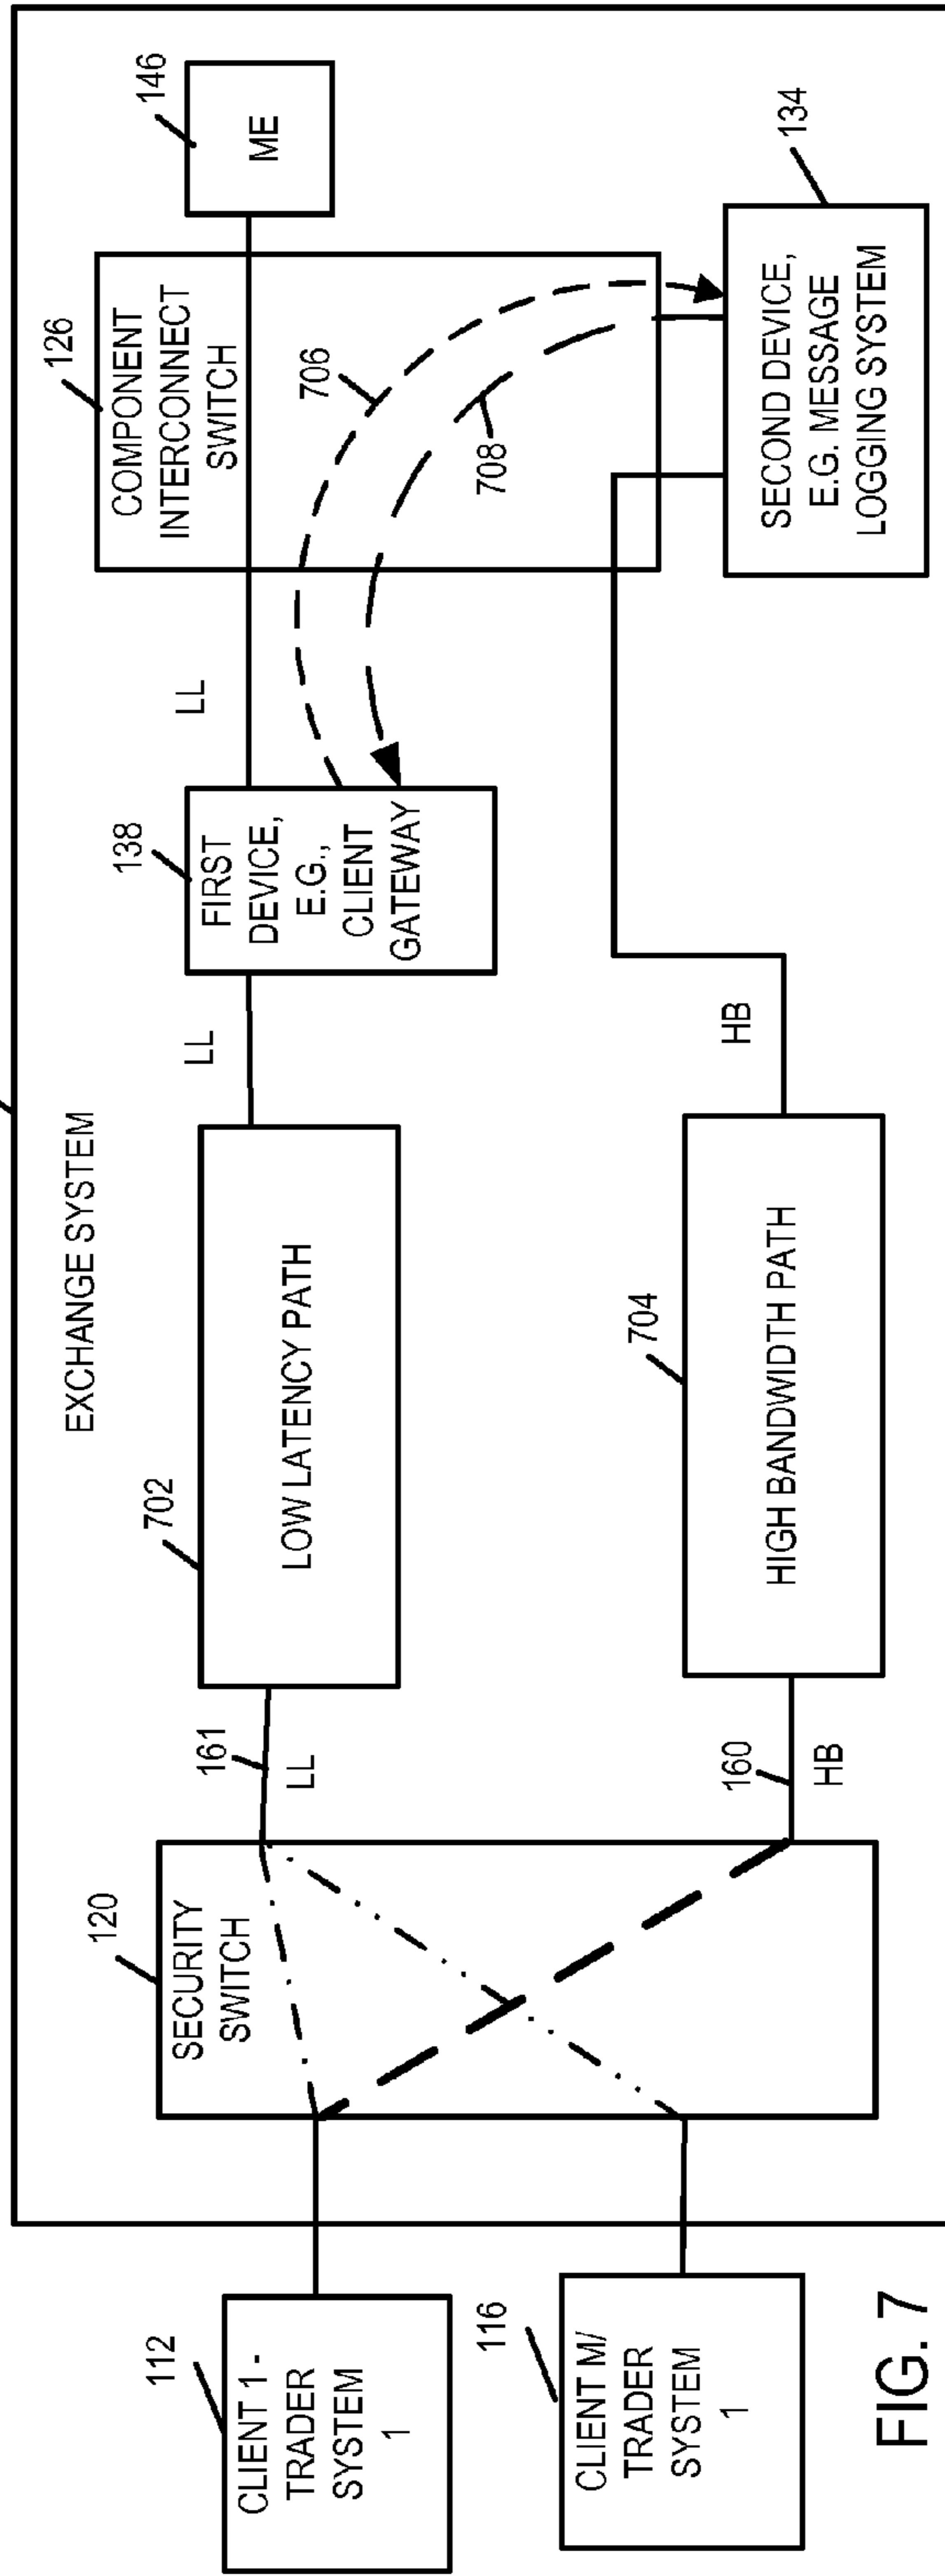 EXCHANGE SYSTEM
112
CLIENT 1-
TRADER
SYSTEM
1
116
CLIENT M/
TRADER
SYSTEM
1
120
SECURITY
SWITCH
161
LL
160
HB
702
LOW LATENCY PATH
704
HIGH BANDWIDTH PATH
LL
HB
138
FIRST
DEVICE,
E.G.,
CLIENT
GATEWAY
LL
126
COMPONENT
INTERCONNECT
SWITCH
706
708
146
ME
134
SECOND DEVICE,
E.G. MESSAGE
LOGGING SYSTEM
FIG. 7